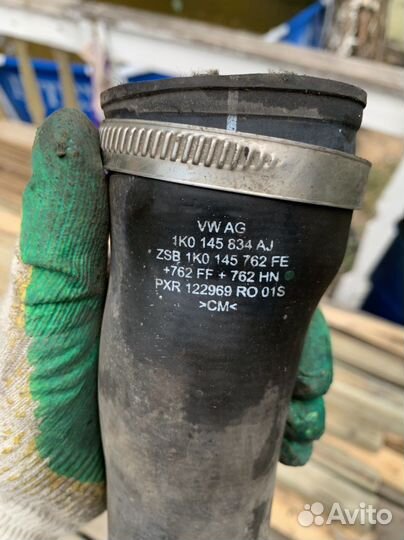 VW AG
1K0 145 834 AJ
ZSB 1K0 145 762 FE
+762 FF + 762 HN
PXR 122969 RO 01S
>CM<
Avito